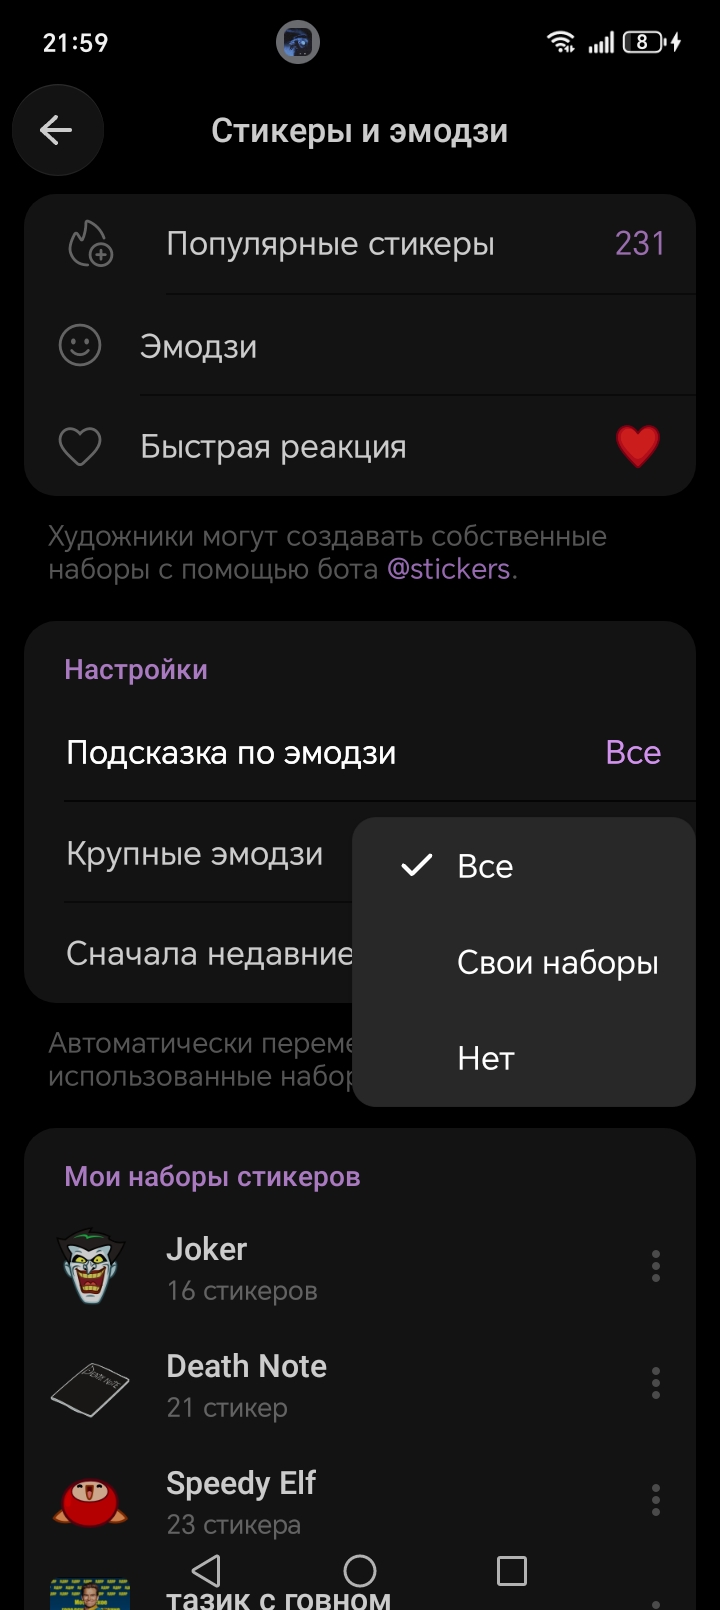 21:59
8
Стикеры и эмодзи
Популярные стикеры 231
Эмодзи
Быстрая реакция
Художники могут создавать собственные
наборы с помощью бота @stickers.
Настройки
Подсказка по эмодзи Все
Крупные эмодзи
Все
Сначала недавние
Свои наборы
Автоматически
использованные
Нет
Мои наборы стикеров
Joker
16 стикеров
Death Note
21 стикер
Speedy Elf
23 стикера
тазик с говном